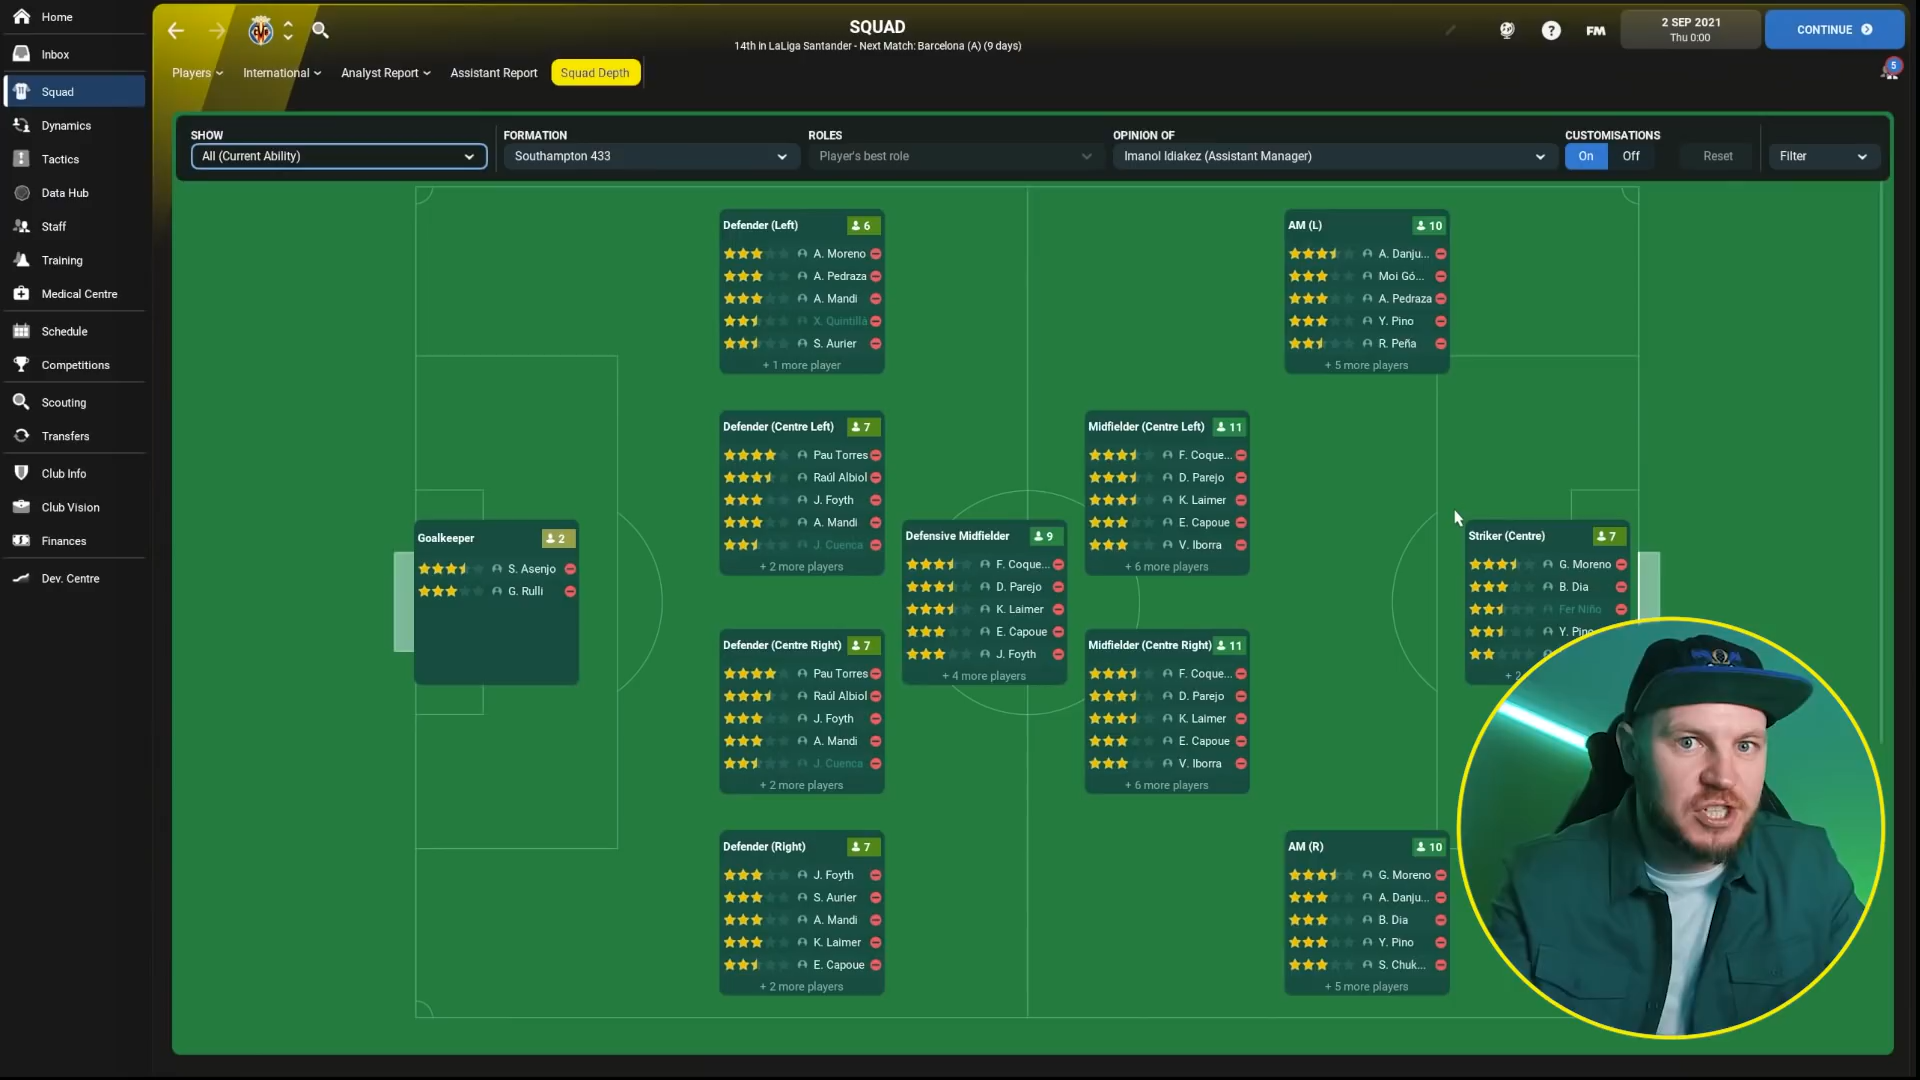 Home
Inbox
Squad
Dynamics
Tactics
Data Hub
Staff
Training
Medical Centre
Schedule
Competitions
Scouting
Transfers
Club Info
Club Vision
Finances
Dev. Centre
SQUAD
14th in LaLiga Santander - Next Match: Barcelona (A) (9 days)
?
FM
2 SEP 2021
Thu 0:00
CONTINUE
5
Players
International
Analyst Report
Assistant Report
Squad Depth
SHOW
All (Current Ability)
FORMATION
Southampton 433
ROLES
Player's best role
OPINION OF
Imanol Idiakez (Assistant Manager)
CUSTOMISATIONS
On
Off
Reset
Filter
Goalkeeper 2
S. Asenjo
G. Rulli
Defender (Left) 6
A. Moreno
A. Pedraza
A. Mandi
X. Quintillà
S. Aurier
+ 1 more player
Defender (Centre Left) 7
Pau Torres
Raúl Albiol
J. Foyth
A. Mandi
J. Cuenca
+ 2 more players
Defender (Centre Right) 7
Pau Torres
Raúl Albiol
J. Foyth
A. Mandi
J. Cuenca
+ 2 more players
Defender (Right) 7
J. Foyth
S. Aurier
A. Mandi
K. Laimer
E. Capoue
+ 2 more players
Defensive Midfielder 9
F. Coque...
D. Parejo
K. Laimer
E. Capoue
J. Foyth
+ 4 more players
Midfielder (Centre Left) 11
F. Coque...
D. Parejo
K. Laimer
E. Capoue
V. Iborra
+ 6 more players
Midfielder (Centre Right) 11
F. Coque...
D. Parejo
K. Laimer
E. Capoue
V. Iborra
+ 6 more players
AM (L) 10
A. Danju...
Moi Gó...
A. Pedraza
Y. Pino
R. Peña
+ 5 more players
AM (R) 10
G. Moreno
A. Danju...
B. Dia
Y. Pino
S. Chuk...
+ 5 more players
Striker (Centre) 7
G. Moreno
B. Dia
Fer Niño
Y. Pino
+ 2